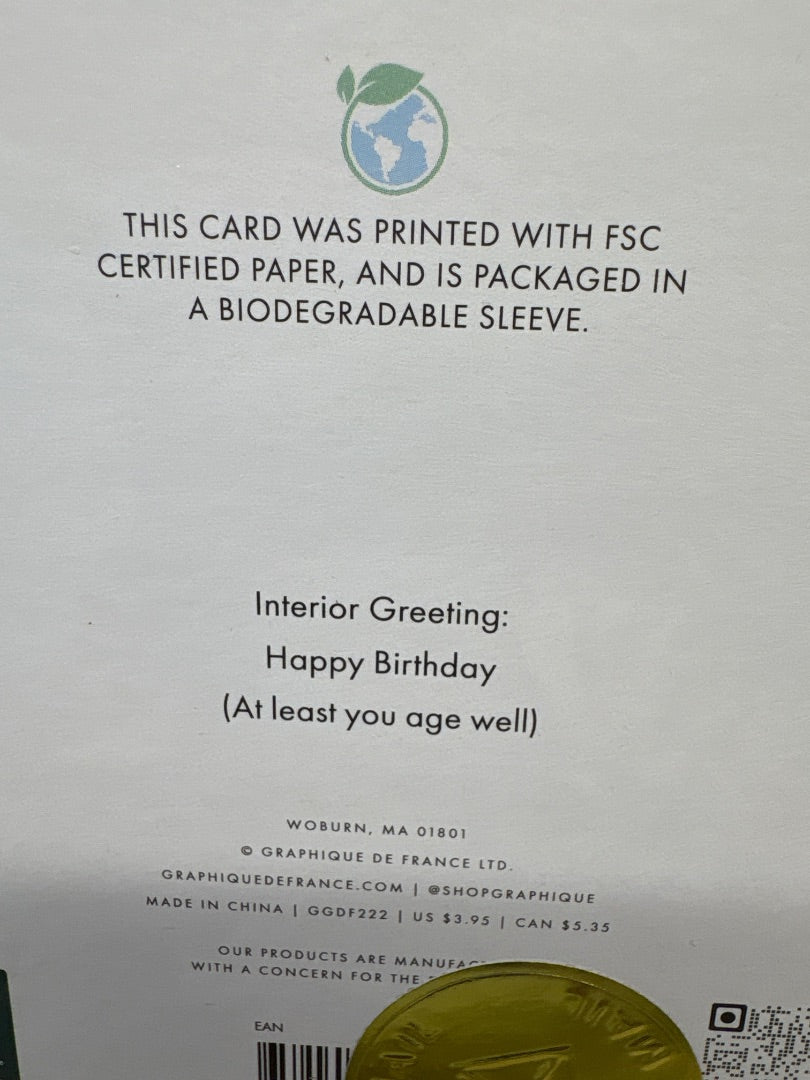 THIS CARD WAS PRINTED WITH FSC
CERTIFIED PAPER, AND IS PACKAGED IN
A BIODEGRADABLE SLEEVE.
Interior Greeting:
Happy Birthday
(At least you age well)
WOBURN, MA 01801
© GRAPHIQUE DE FRANCE LTD.
GRAPHIQUEDEFRANCE.COM | @SHOPGRAPHIQUE
MADE IN CHINA | GGDF222 | US $3.95 | CAN $5.35
OUR PRODUCTS ARE
WITH A CONCERN FOR THE
EAN